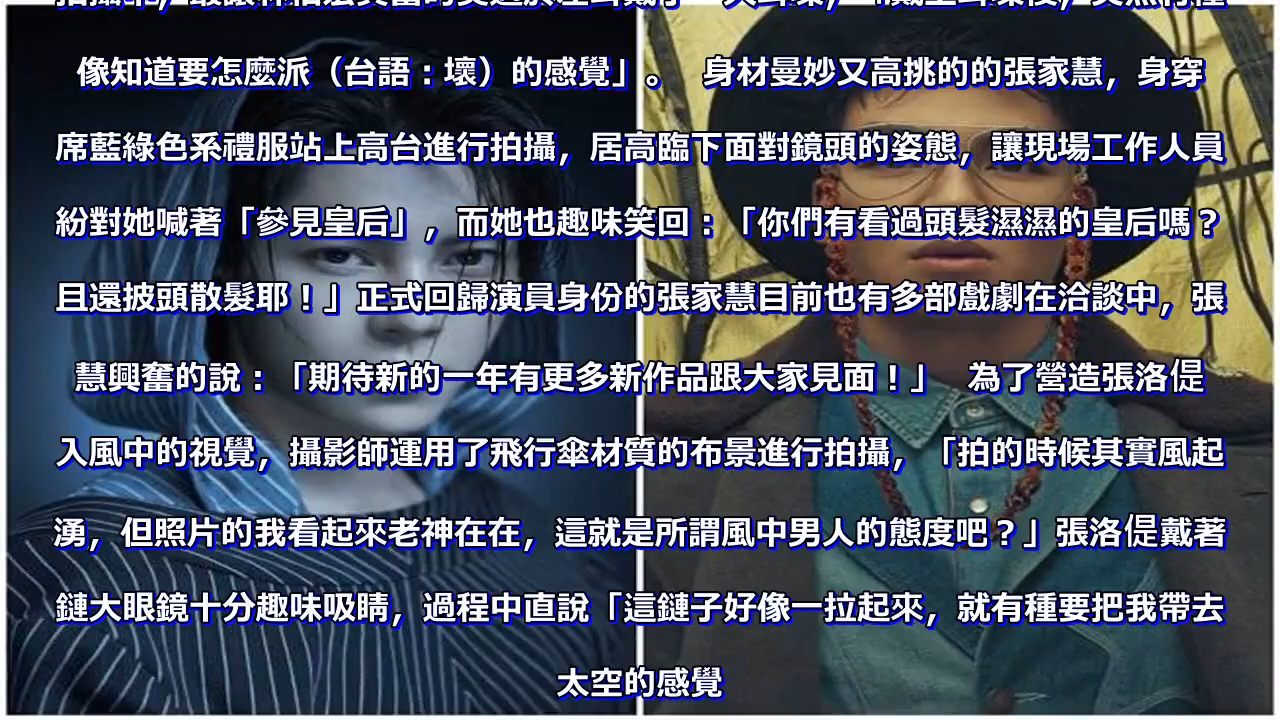 像知道要怎麼派（台語：壞）的感覺」。 身材曼妙又高挑的的張家慧，身穿
席藍綠色系禮服站上高台進行拍攝，居高臨下面對鏡頭的姿態，讓現場工作人員
紛對她喊著「參見皇后」，而她也趣味笑回：「你們有看過頭髮濕濕的皇后嗎？
且還披頭散髮耶！」正式回歸演員身份的張家慧目前也有多部戲劇在洽談中，張
慧興奮的說：「期待新的一年有更多新作品跟大家見面！」 為了營造張洛偍
入風中的視覺，攝影師運用了飛行傘材質的布景進行拍攝，「拍的時候其實風起
湧，但照片的我看起來老神在在，這就是所謂風中男人的態度吧？」張洛偍戴著
鏈大眼鏡十分趣味吸睛，過程中直說「這鏈子好像一拉起來，就有種要把我帶去
太空的感覺